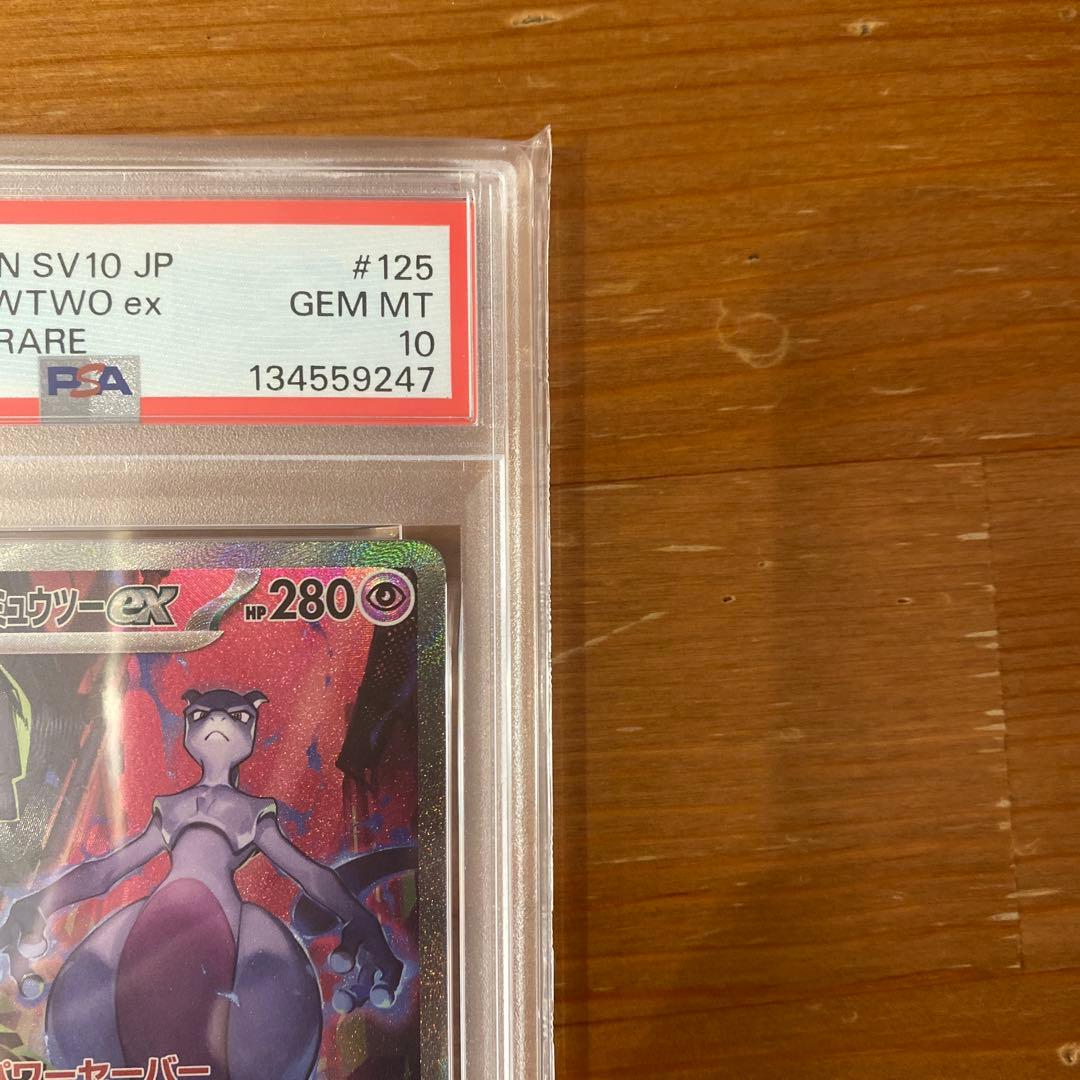 N SV10 JP #125
WTWO ex GEM MT
RARE 10
PSA 134559247
ミュウツーex HP280
パワーセーバー